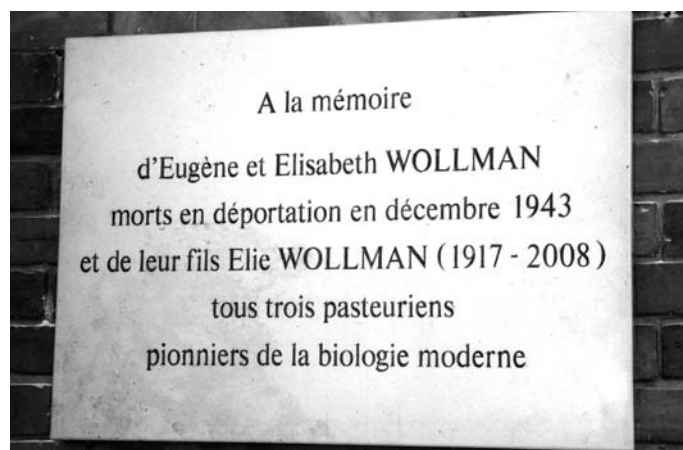 A la mémoire
d'Eugène et Elisabeth WOLLMAN
morts en déportation en décembre 1943
et de leur fils Elie WOLLMAN ( 1917 - 2008 )
tous trois pasteuriens
pionniers de la biologie moderne